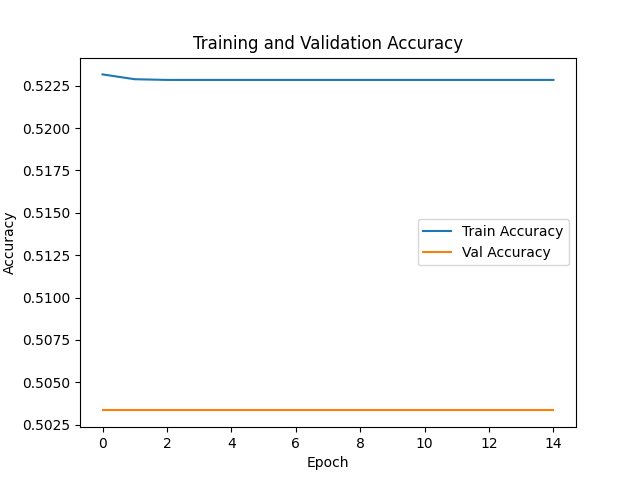 Training and Validation Accuracy
0.5225
0.5200
0.5175
0.5150
0.5125
0.5100
0.5075
0.5050
0.5025
Accuracy
Train Accuracy
Val Accuracy
0 2 4 6 8 10 12 14
Epoch